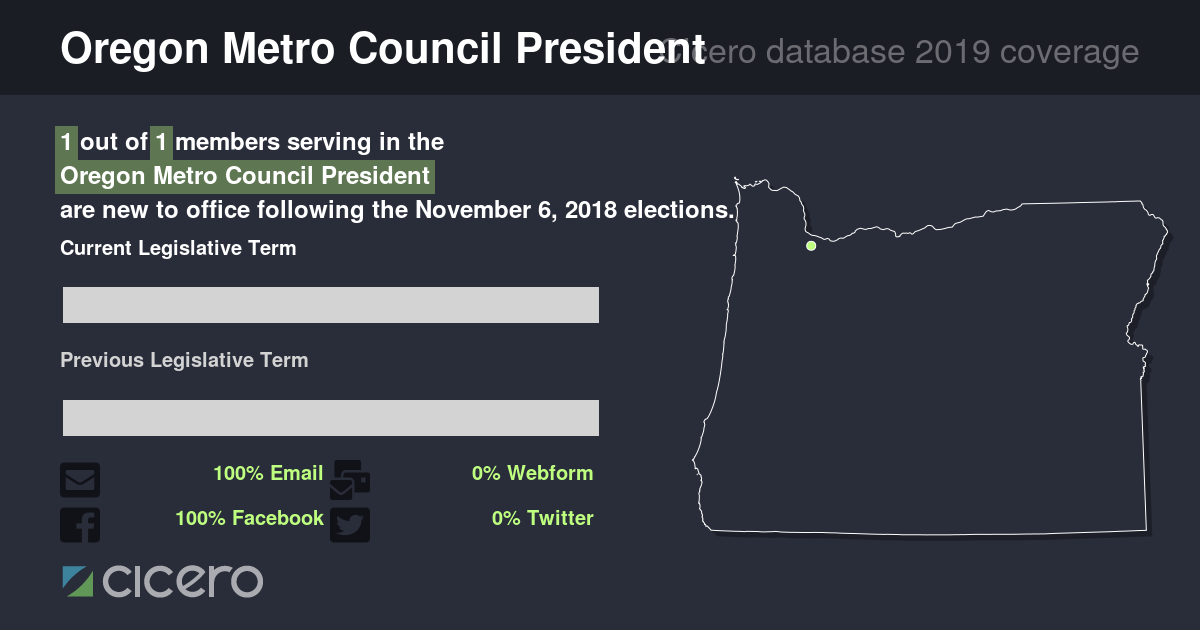 Oregon Metro Council President
Cicero database 2019 coverage
1 out of 1 members serving in the
Oregon Metro Council President
are new to office following the November 6, 2018 elections.
Current Legislative Term
Previous Legislative Term
100% Email
0% Webform
100% Facebook
0% Twitter
cicero